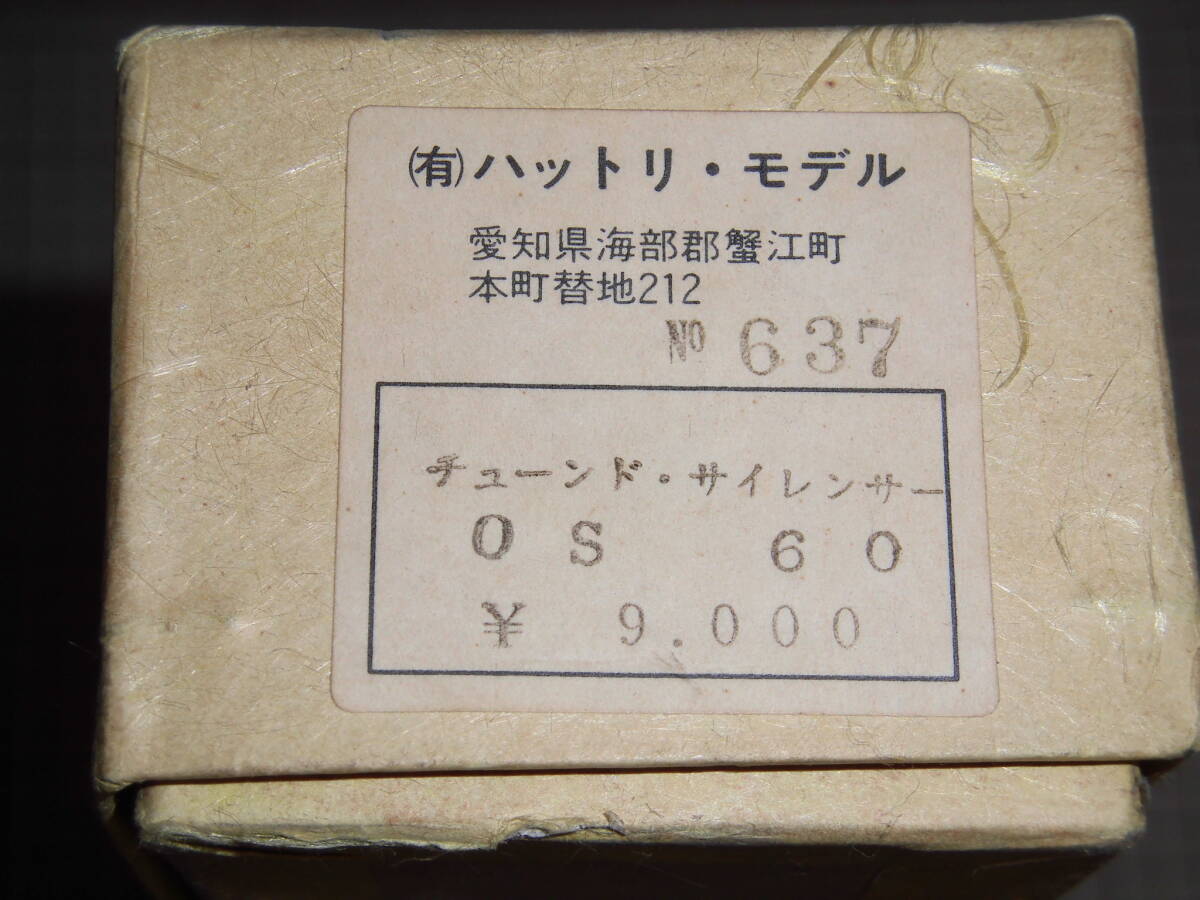 ㈲ハットリ・モデル
愛知県海部郡蟹江町
本町替地212
№ 637
チューンド・サイレンサー
OS 60
¥ 9.000